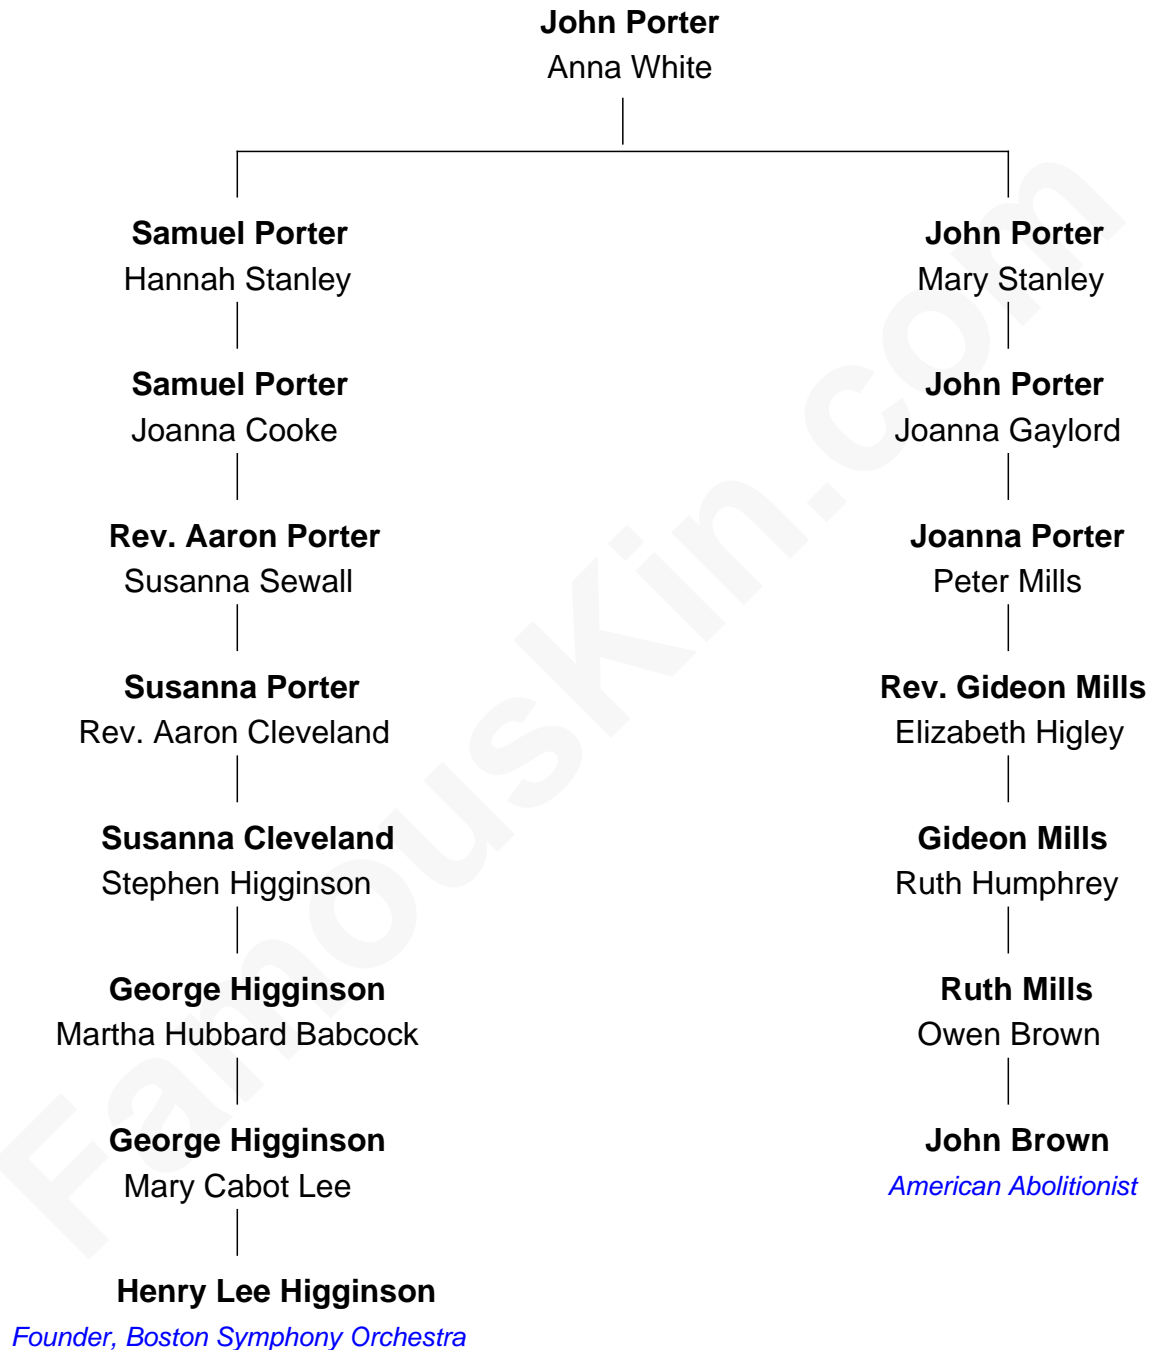 John Porter
Anna White
Samuel Porter
Hannah Stanley
John Porter
Mary Stanley
Samuel Porter
Joanna Cooke
John Porter
Joanna Gaylord
Rev. Aaron Porter
Susanna Sewall
Joanna Porter
Peter Mills
Susanna Porter
Rev. Aaron Cleveland
Rev. Gideon Mills
Elizabeth Higley
Susanna Cleveland
Stephen Higginson
Gideon Mills
Ruth Humphrey
George Higginson
Martha Hubbard Babcock
Ruth Mills
Owen Brown
George Higginson
Mary Cabot Lee
John Brown
American Abolitionist
Henry Lee Higginson
Founder, Boston Symphony Orchestra
FamousKin.com